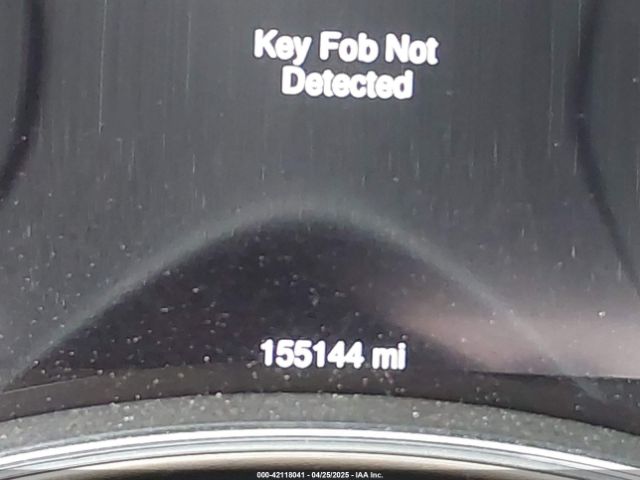 Key Fob Not
Detected
155144 mi
000-42118041 - 04/25/2025 - IAA Inc.